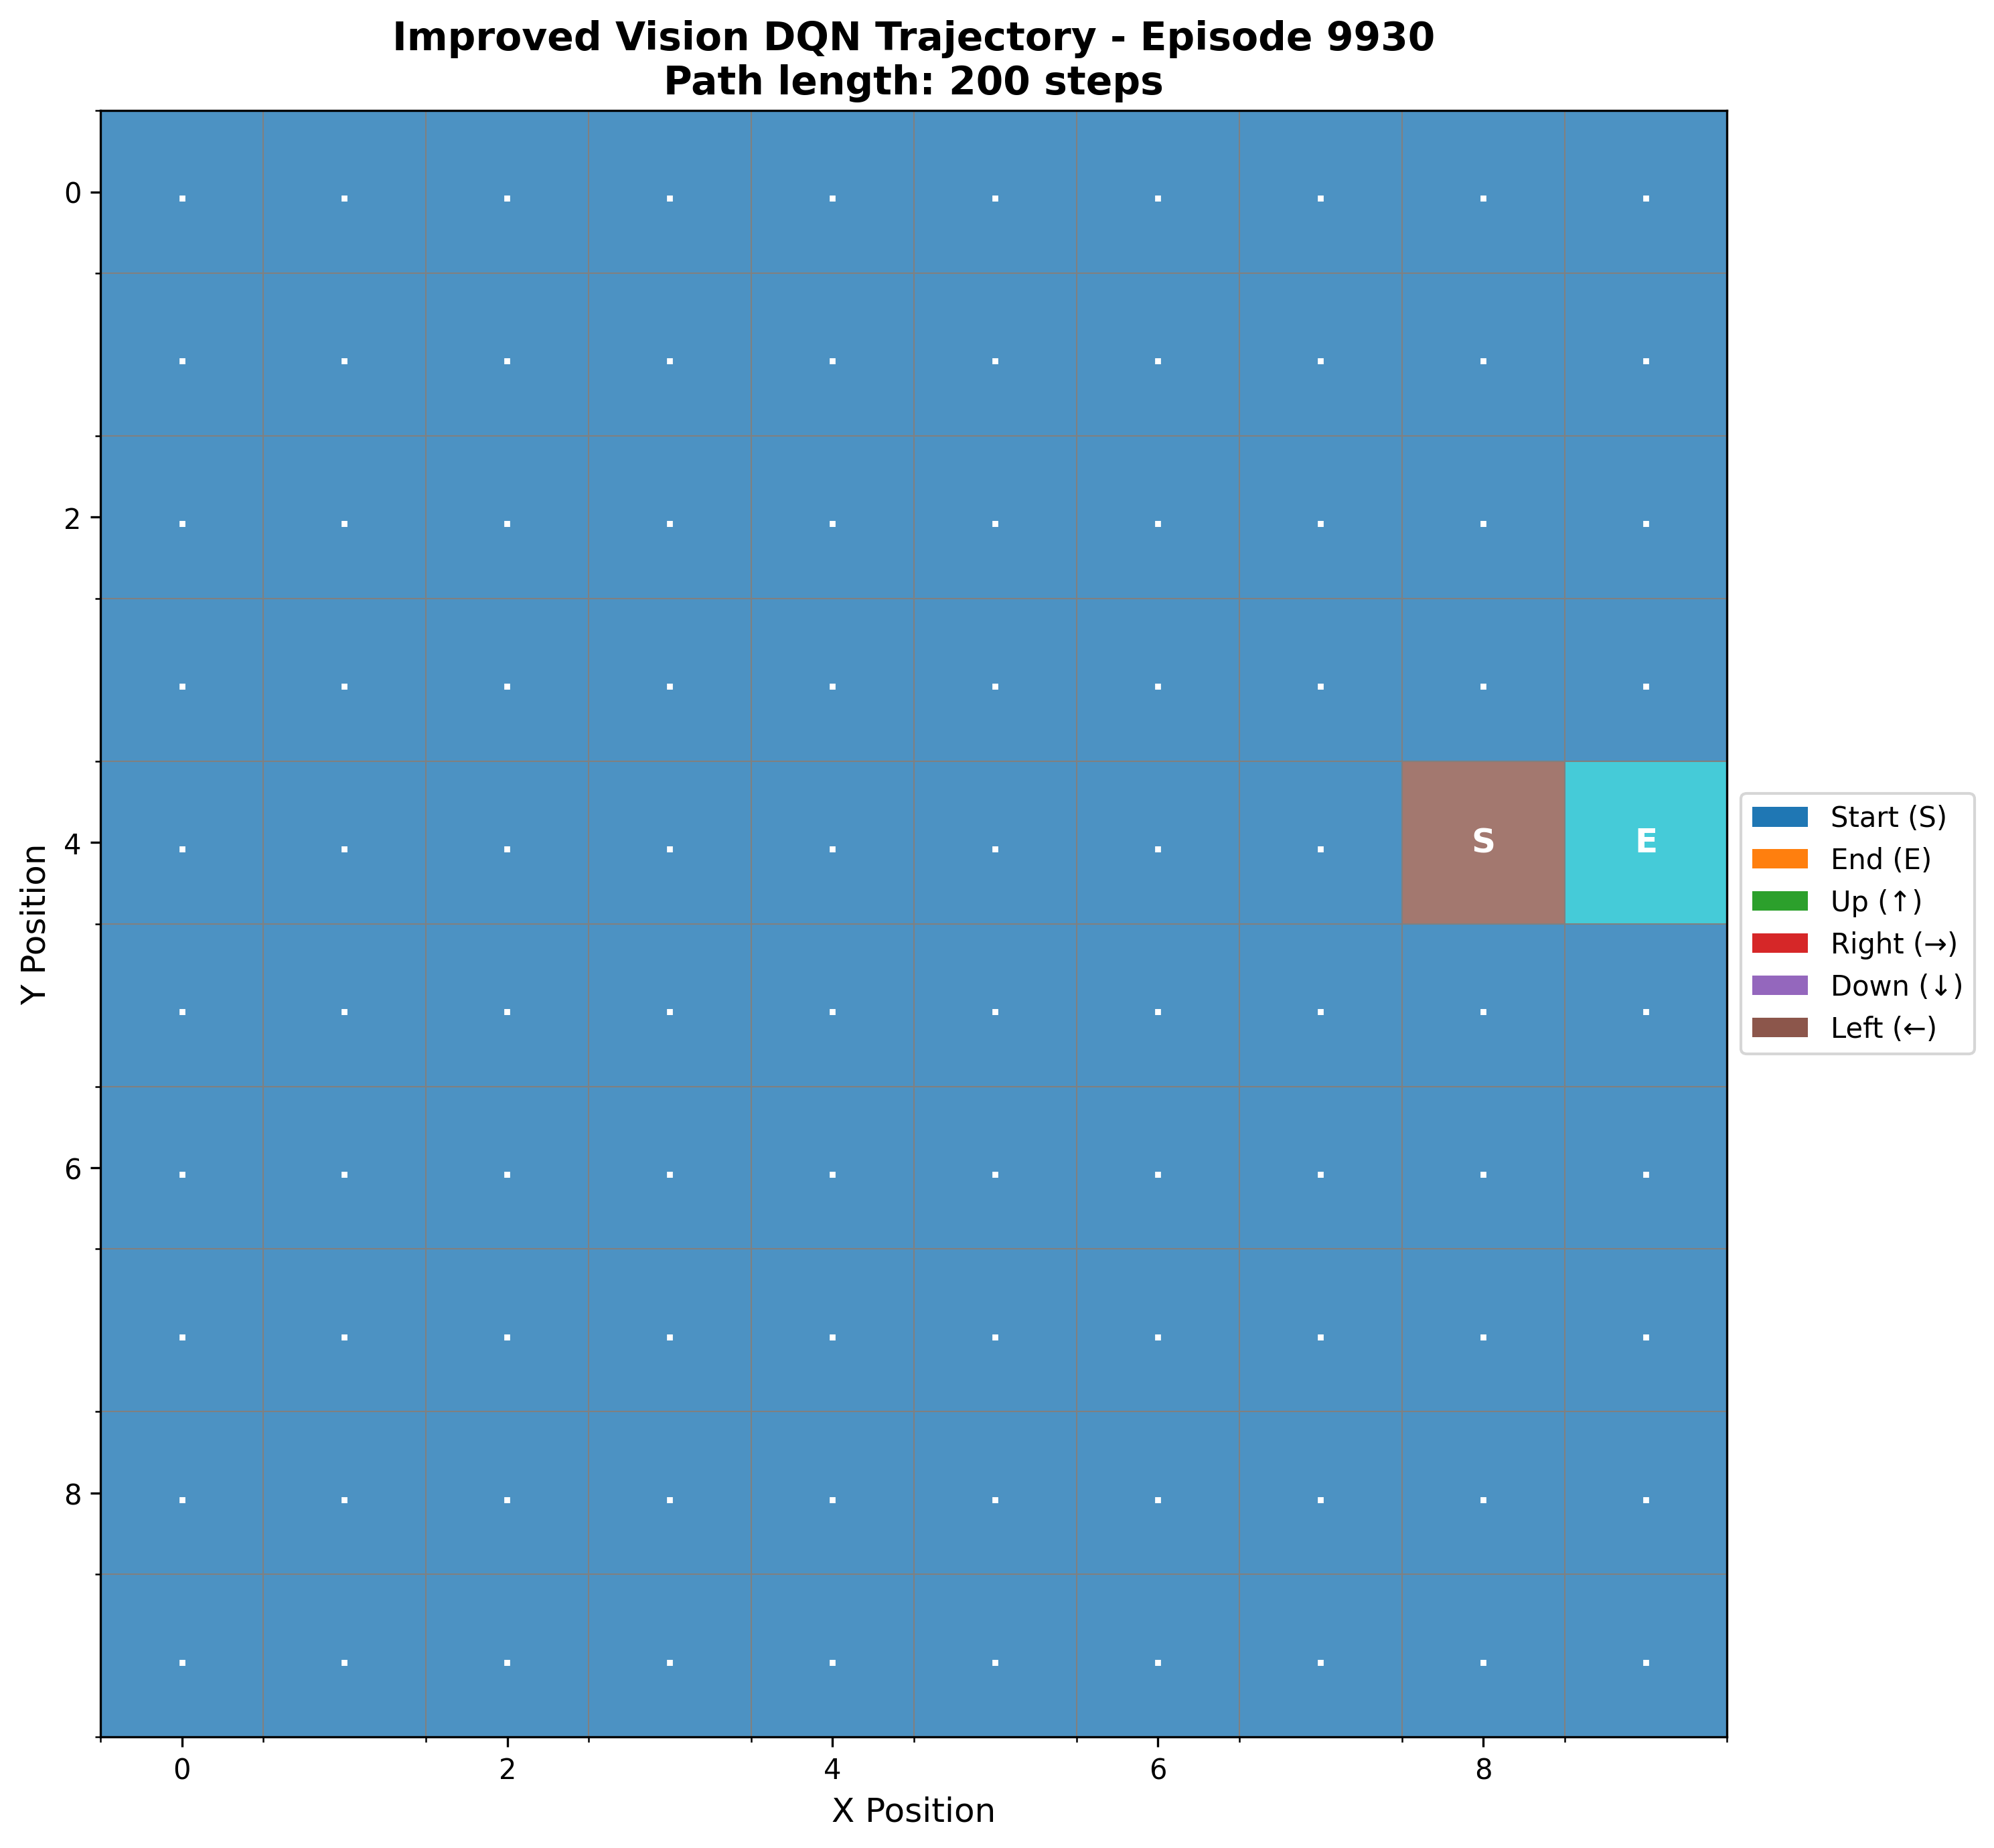 Improved Vision DQN Trajectory - Episode 9930
Path length: 200 steps
0
2
4
6
8
Y Position
S
E
0
2
4
6
8
X Position
Start (S)
End (E)
Up (↑)
Right (→)
Down (↓)
Left (←)